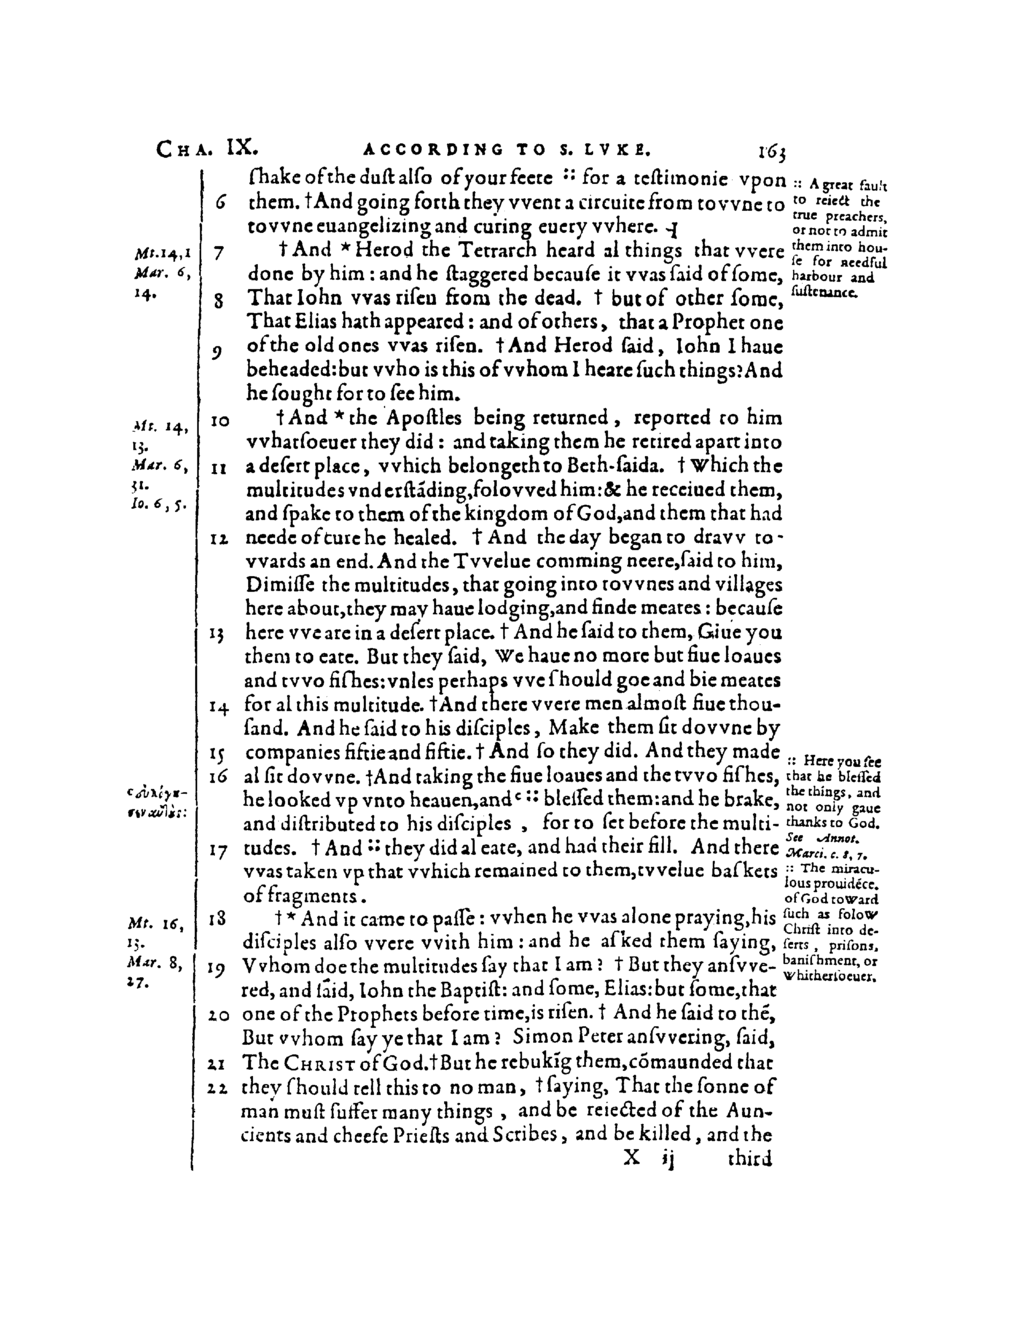 CHA. IX. ACCORDING TO S. LVKE. 163
ſhake of the duſt alſo of your feete :: for a teſtimonie vpon
6 them. †And going forth they vvent a circuite from tovvne to
tovvne euangelizing and curing euery vvhere. ⊣
7 † And * Herod the Tetrarch heard al things that vvere
done by him : and he ſtaggered becauſe it vvas ſaid of ſome,
8 That Iohn vvas riſen from the dead. † but of other ſome,
That Elias hath appeared : and of others, that a Prophet one
9 of the old ones vvas riſen. † And Herod ſaid, Iohn I haue
beheaded: but vvho is this of vvhom I heare ſuch things? And
he ſought for to ſee him.
10 † And * the Apoſtles being returned, reported to him
vvhatſoeuer they did : and taking them he retired apart into
11 a deſert place, vvhich belongeth to Beth-ſaida. † Which the
multitudes vnderſtãding, folovved him: & he receiued them,
and ſpake to them of the kingdom of God, and them that had
12 neede of cure he healed. † And the day began to dravv to-
vvards an end. And the Tvvelue comming neere, ſaid to him,
Dimiſſe the multitudes, that going into tovvnes and villages
here about, they may haue lodging, and finde meates : becauſe
13 here vve are in a deſert place. † And he ſaid to them, Giue you
them to eate. But they ſaid, We haue no more but fiue loaues
and tvvo fiſhes: vnles perhaps vve ſhould goe and bie meates
14 for al this multitude. †And there vvere men almoſt fiue thou-
ſand. And he ſaid to his diſciples, Make them ſit dovvne by
15 companies fiftie and fiftie. † And ſo they did. And they made
16 al ſit dovvne. †And taking the fiue loaues and the tvvo fiſhes,
he looked vp vnto heauen, and c :: bleſſed them: and he brake,
and diſtributed to his diſciples , for to ſet before the multi-
17 tudes. † And :: they did al eate, and had their fill. And there
vvas taken vp that vvhich remained to them, tvvelue baſkets
of fragments.
18 † * And it came to paſſe : vvhen he vvas alone praying, his
diſciples alſo vvere vvith him : and he aſked them ſaying,
19 Vvhom doe the multitudes ſay that I am? † But they anſvve-
red, and ſaid, Iohn the Baptiſt: and ſome, Elias: but ſome, that
20 one of the Prophets before time, is riſen. † And he ſaid to thẽ,
But vvhom ſay ye that I am? Simon Peter anſvvering, ſaid,
21 The CHRIST of God. †But he rebukĩg them, cõmaunded that
22 they ſhould tell this to no man, † ſaying, That the ſonne of
man muſt ſuffer many things , and be reiected of the Aun-
cients and cheefe Prieſts and Scribes, and be killed, and the
X ij third
Mt. 14, 1
Mar. 6,
14.
Mt. 14,
13.
Mar. 6,
31.
Io. 6, 5.
Mt. 16,
13.
Mar. 8,
27.
:: A great fault
to reiect the
true preachers,
or not to admit
them into hou-
ſe for needful
harbour and
ſuſtenance.
:: Here you ſee
that he bleſſed
the things, and
not only gaue
thanks to God.
See Annot.
Marci. c. 8, 7.
:: The miracu-
lous prouidẽce.
of God toward
ſuch as folow
Chriſt into de-
ſerts, priſons,
baniſhment, or
whitherſoeuer.